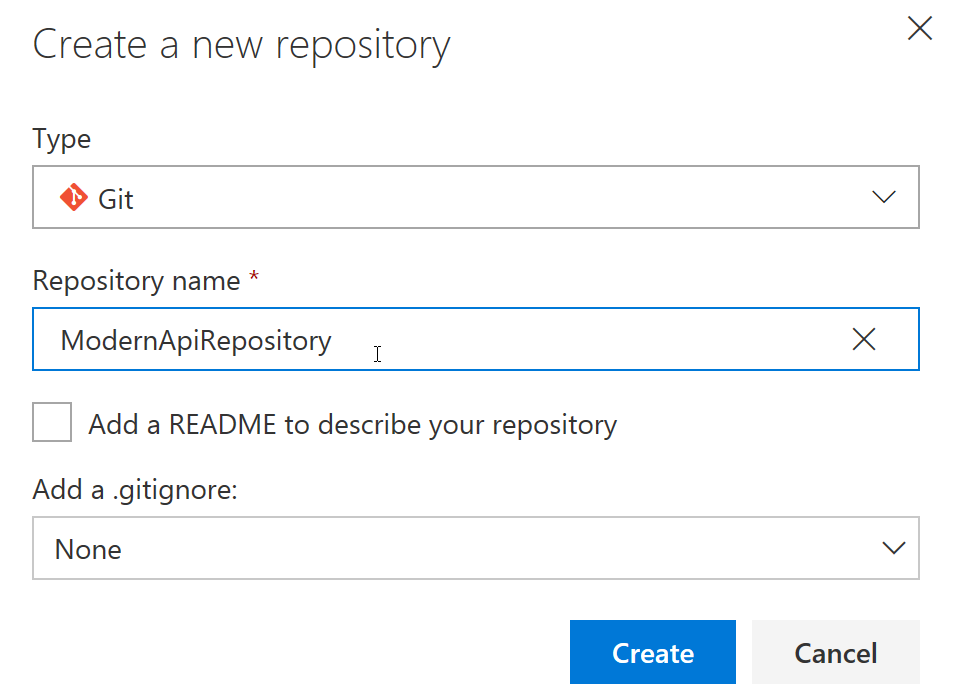 Create a new repository
Type
Git
Repository name *
ModernApiRepository
Add a README to describe your repository
Add a .gitignore:
None
Create Cancel